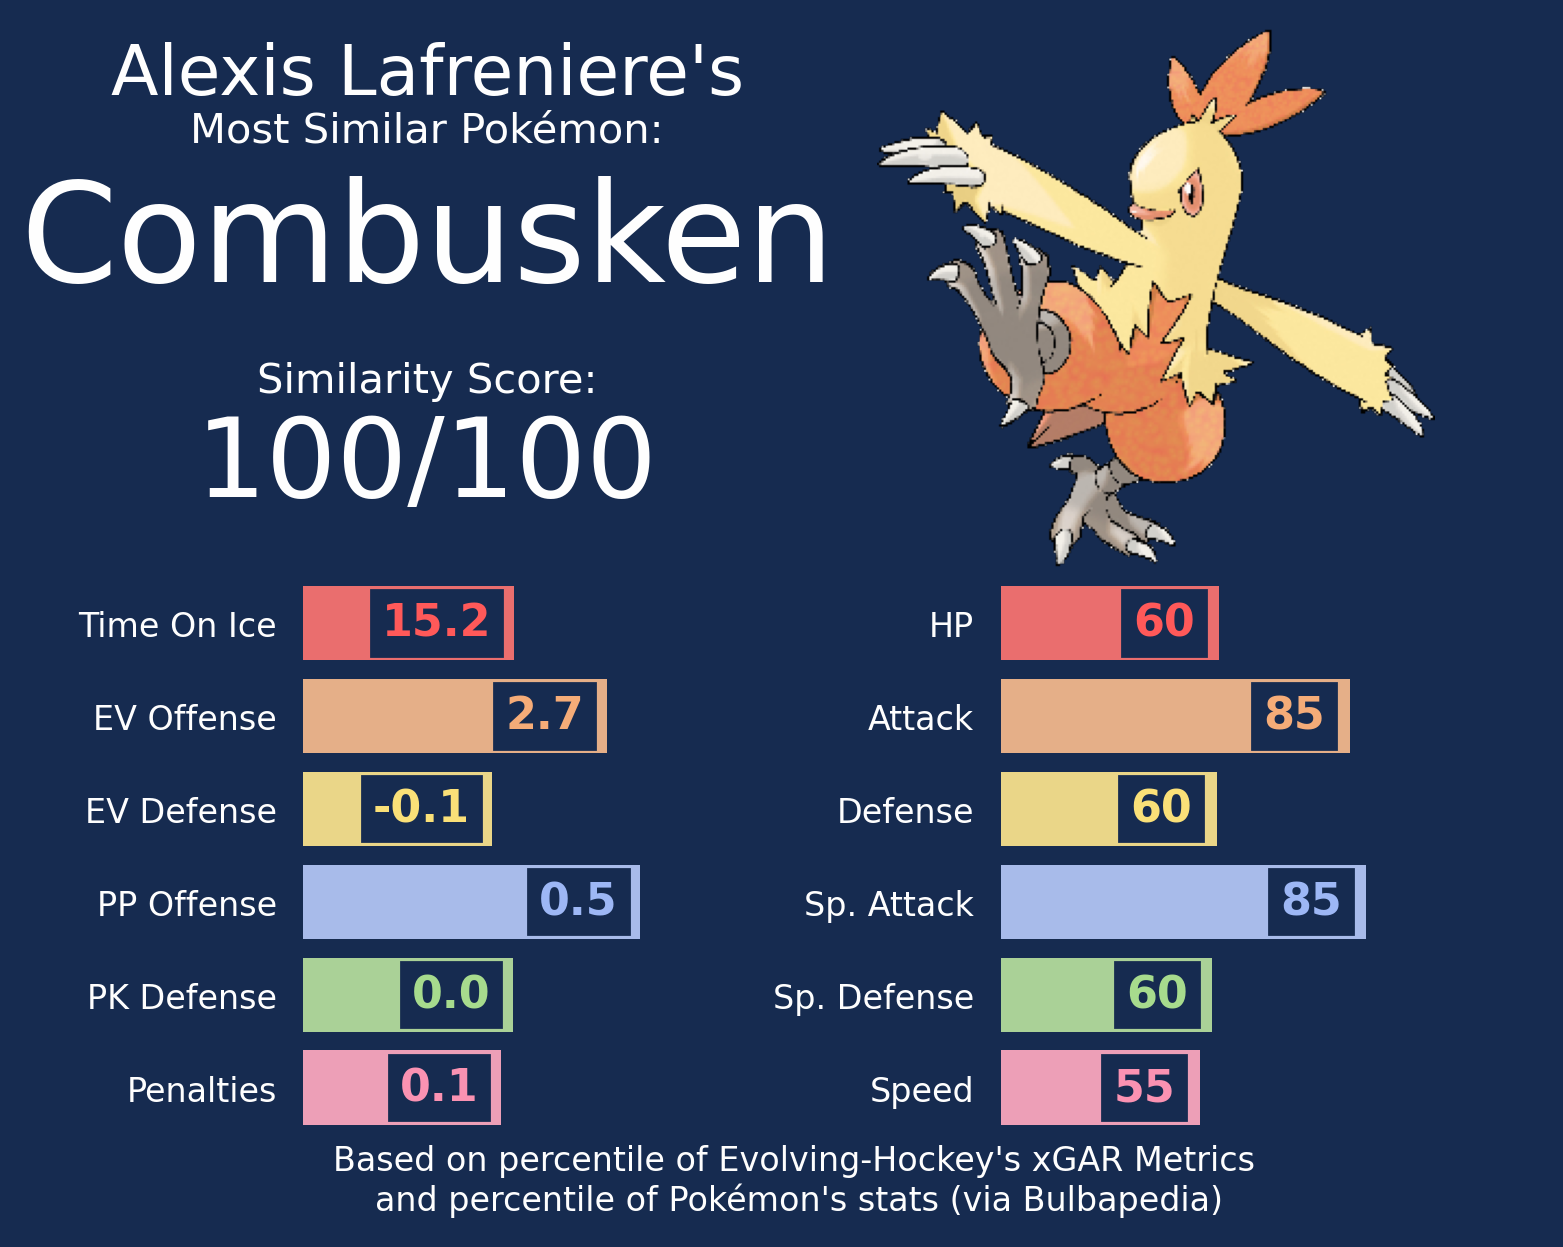 Alexis Lafreniere's
Most Similar Pokémon:
Combusken
Similarity Score:
100/100
Time On Ice 15.2
EV Offense 2.7
EV Defense -0.1
PP Offense 0.5
PK Defense 0.0
Penalties 0.1
HP 60
Attack 85
Defense 60
Sp. Attack 85
Sp. Defense 60
Speed 55
Based on percentile of Evolving-Hockey's xGAR Metrics
and percentile of Pokémon's stats (via Bulbapedia)